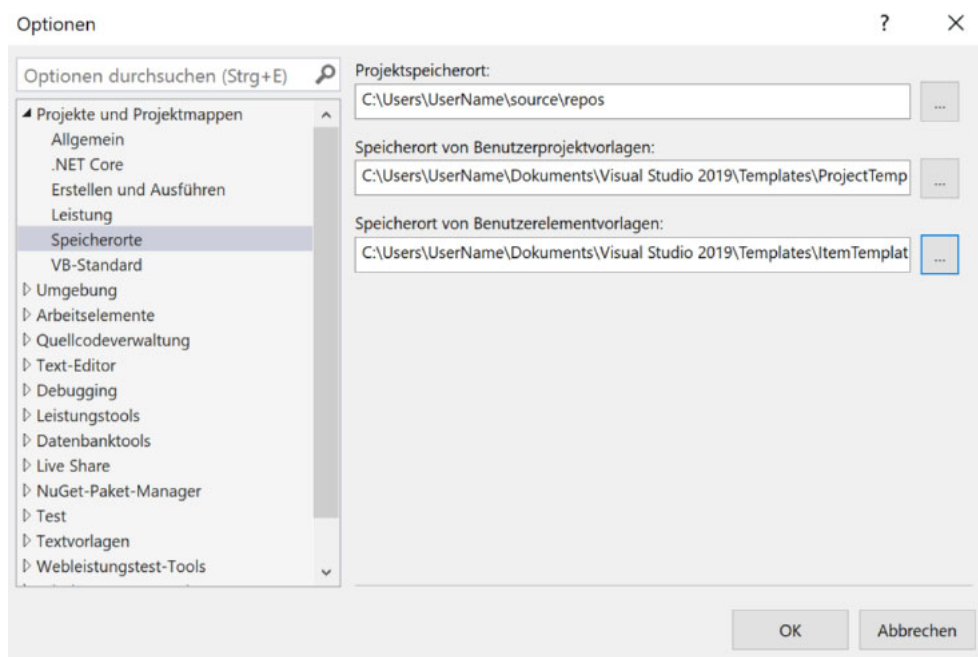 Optionen
?
Optionen durchsuchen (Strg+E)
Projekte und Projektmappen
Allgemein
.NET Core
Erstellen und Ausführen
Leistung
Speicherorte
VB-Standard
Umgebung
Arbeitselemente
Quellcodeverwaltung
Text-Editor
Debugging
Leistungstools
Datenbanktools
Live Share
NuGet-Paket-Manager
Test
Textvorlagen
Webleistungstest-Tools
Projektspeicherort:
C:\Users\UserName\source\repos
...
Speicherort von Benutzerprojektvorlagen:
C:\Users\UserName\Dokuments\Visual Studio 2019\Templates\ProjectTemp
...
Speicherort von Benutzerelementvorlagen:
C:\Users\UserName\Dokuments\Visual Studio 2019\Templates\ItemTemplat
...
OK
Abbrechen